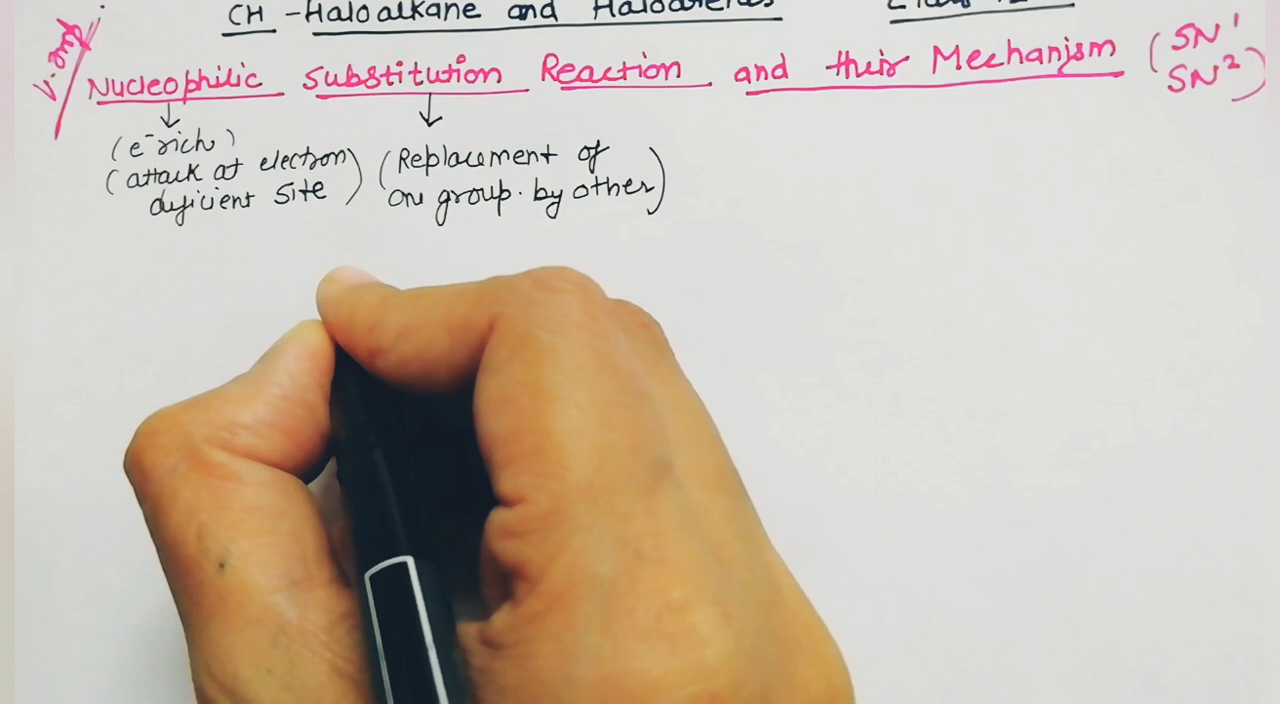 CH - Haloalkane and Haloarenes
V. imp
Nucleophilic Substitution Reaction and their Mechanism ( SN¹
SN² )
(e⁻ rich)
(attack at electron
deficient site)
(Replacement of
one group. by other)